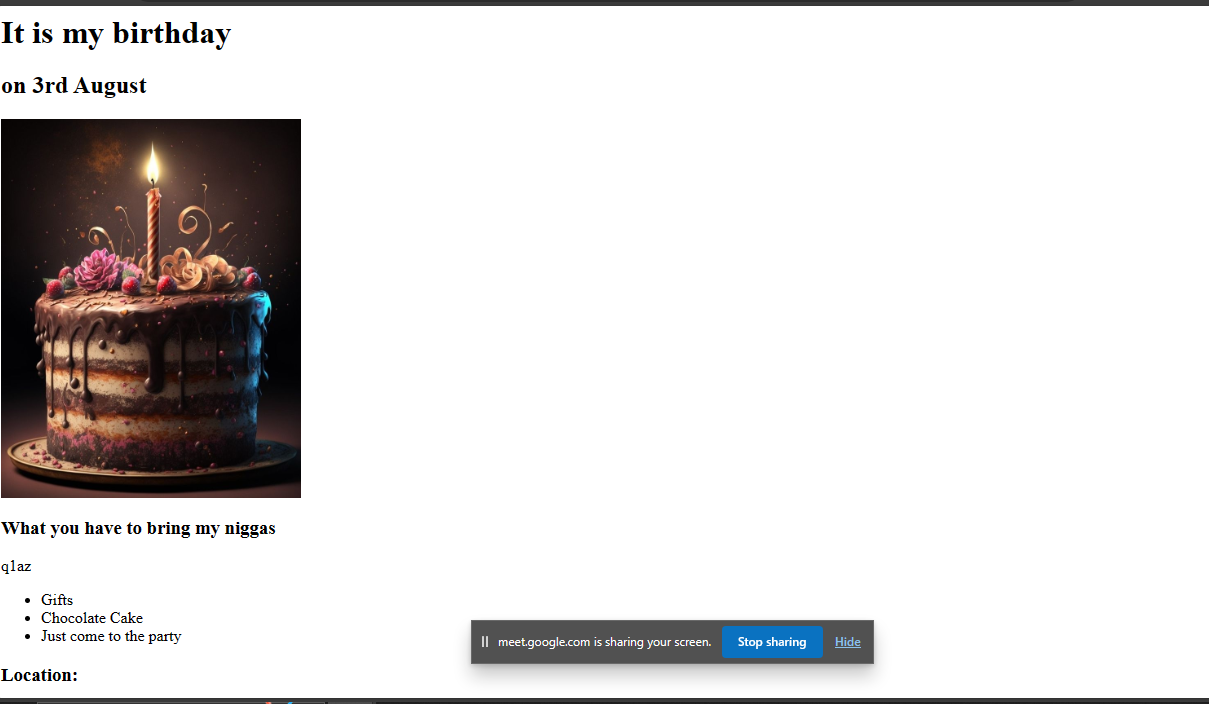 It is my birthday
on 3rd August
What you have to bring my niggas
q1az
Gifts
Chocolate Cake
Just come to the party
meet.google.com is sharing your screen.
Stop sharing
Hide
Location: